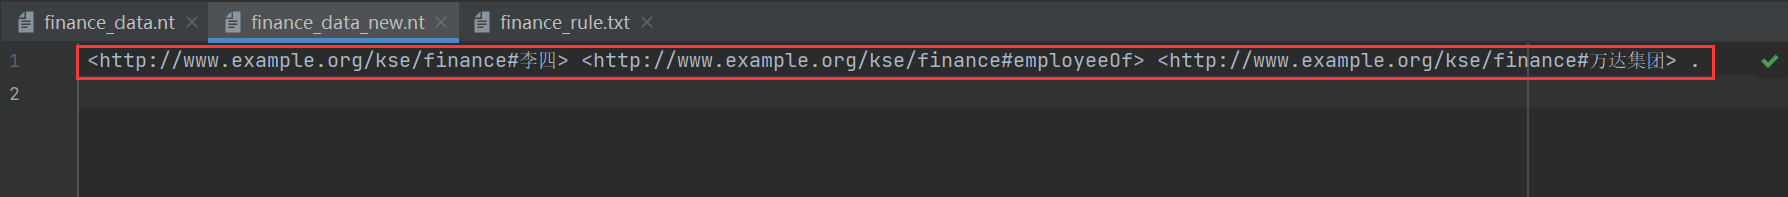 finance_data.nt finance_data_new.nt finance_rule.txt
1 <http://www.example.org/kse/finance#李四> <http://www.example.org/kse/finance#employeeOf> <http://www.example.org/kse/finance#万达集团> .
2